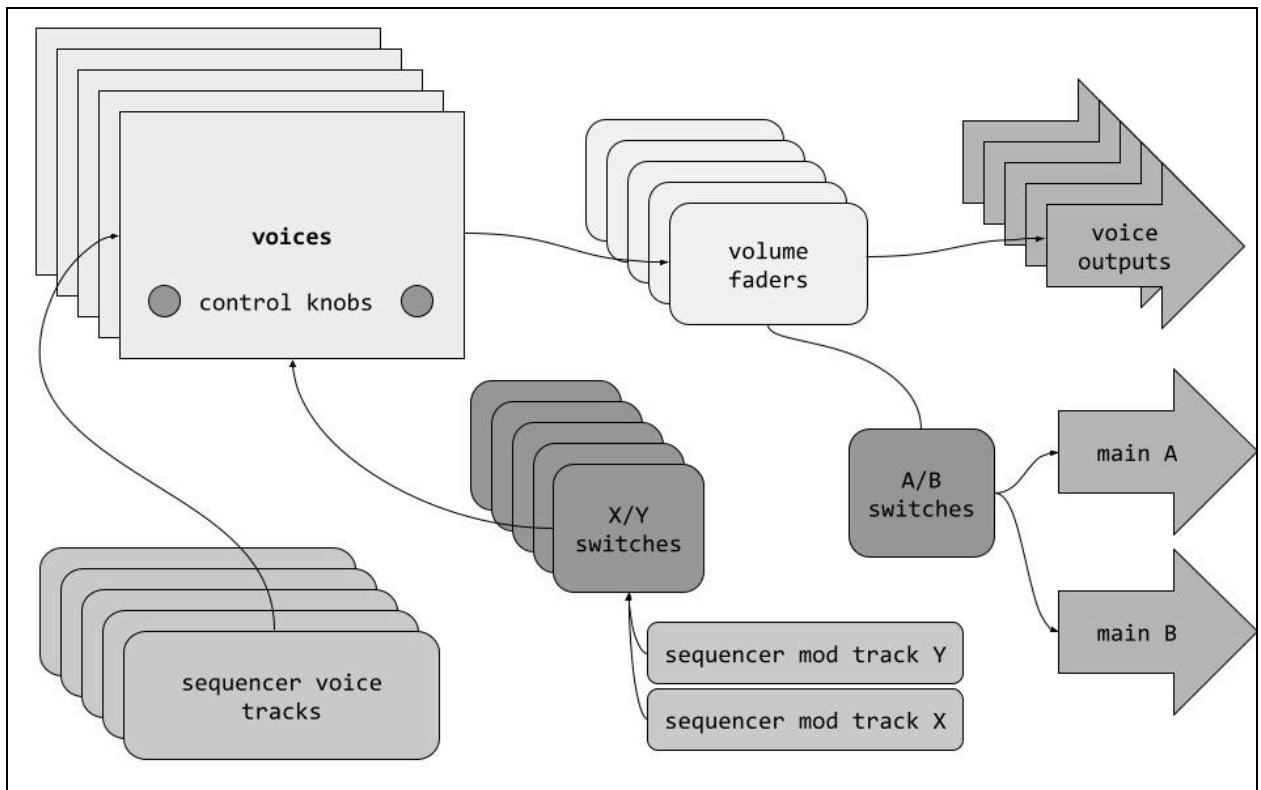 voices
control knobs
volume
faders
voice
outputs
X/Y
switches
A/B
switches
main A
main B
sequencer voice
tracks
sequencer mod track Y
sequencer mod track X